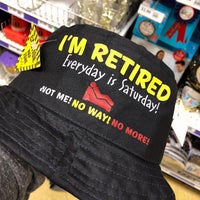 I'M RETIRED
Everyday is Saturday!
NOT ME! NO WAY! NO MORE!